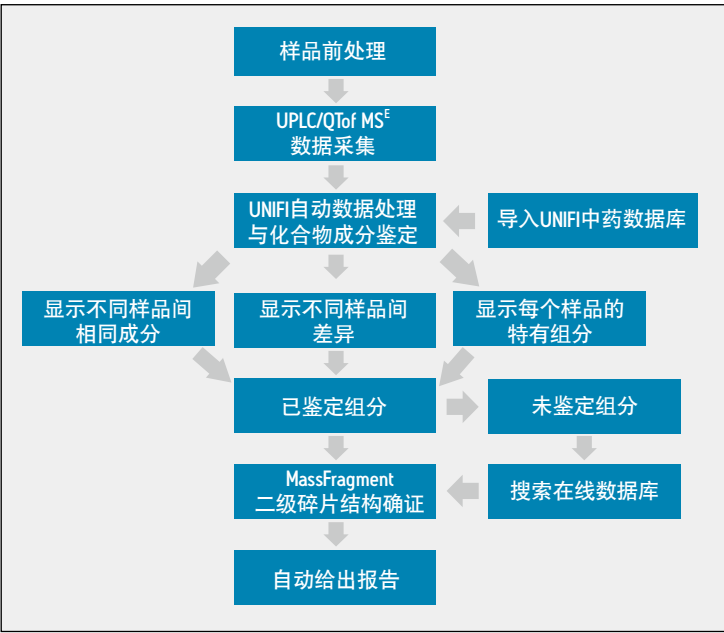 样品前处理
UPLC/QTof MSᴱ
数据采集
UNIFI自动数据处理
与化合物成分鉴定
导入UNIFI中药数据库
显示不同样品间
相同成分
显示不同样品间
差异
显示每个样品的
特有组分
已鉴定组分
未鉴定组分
MassFragment
二级碎片结构确证
搜索在线数据库
自动给出报告